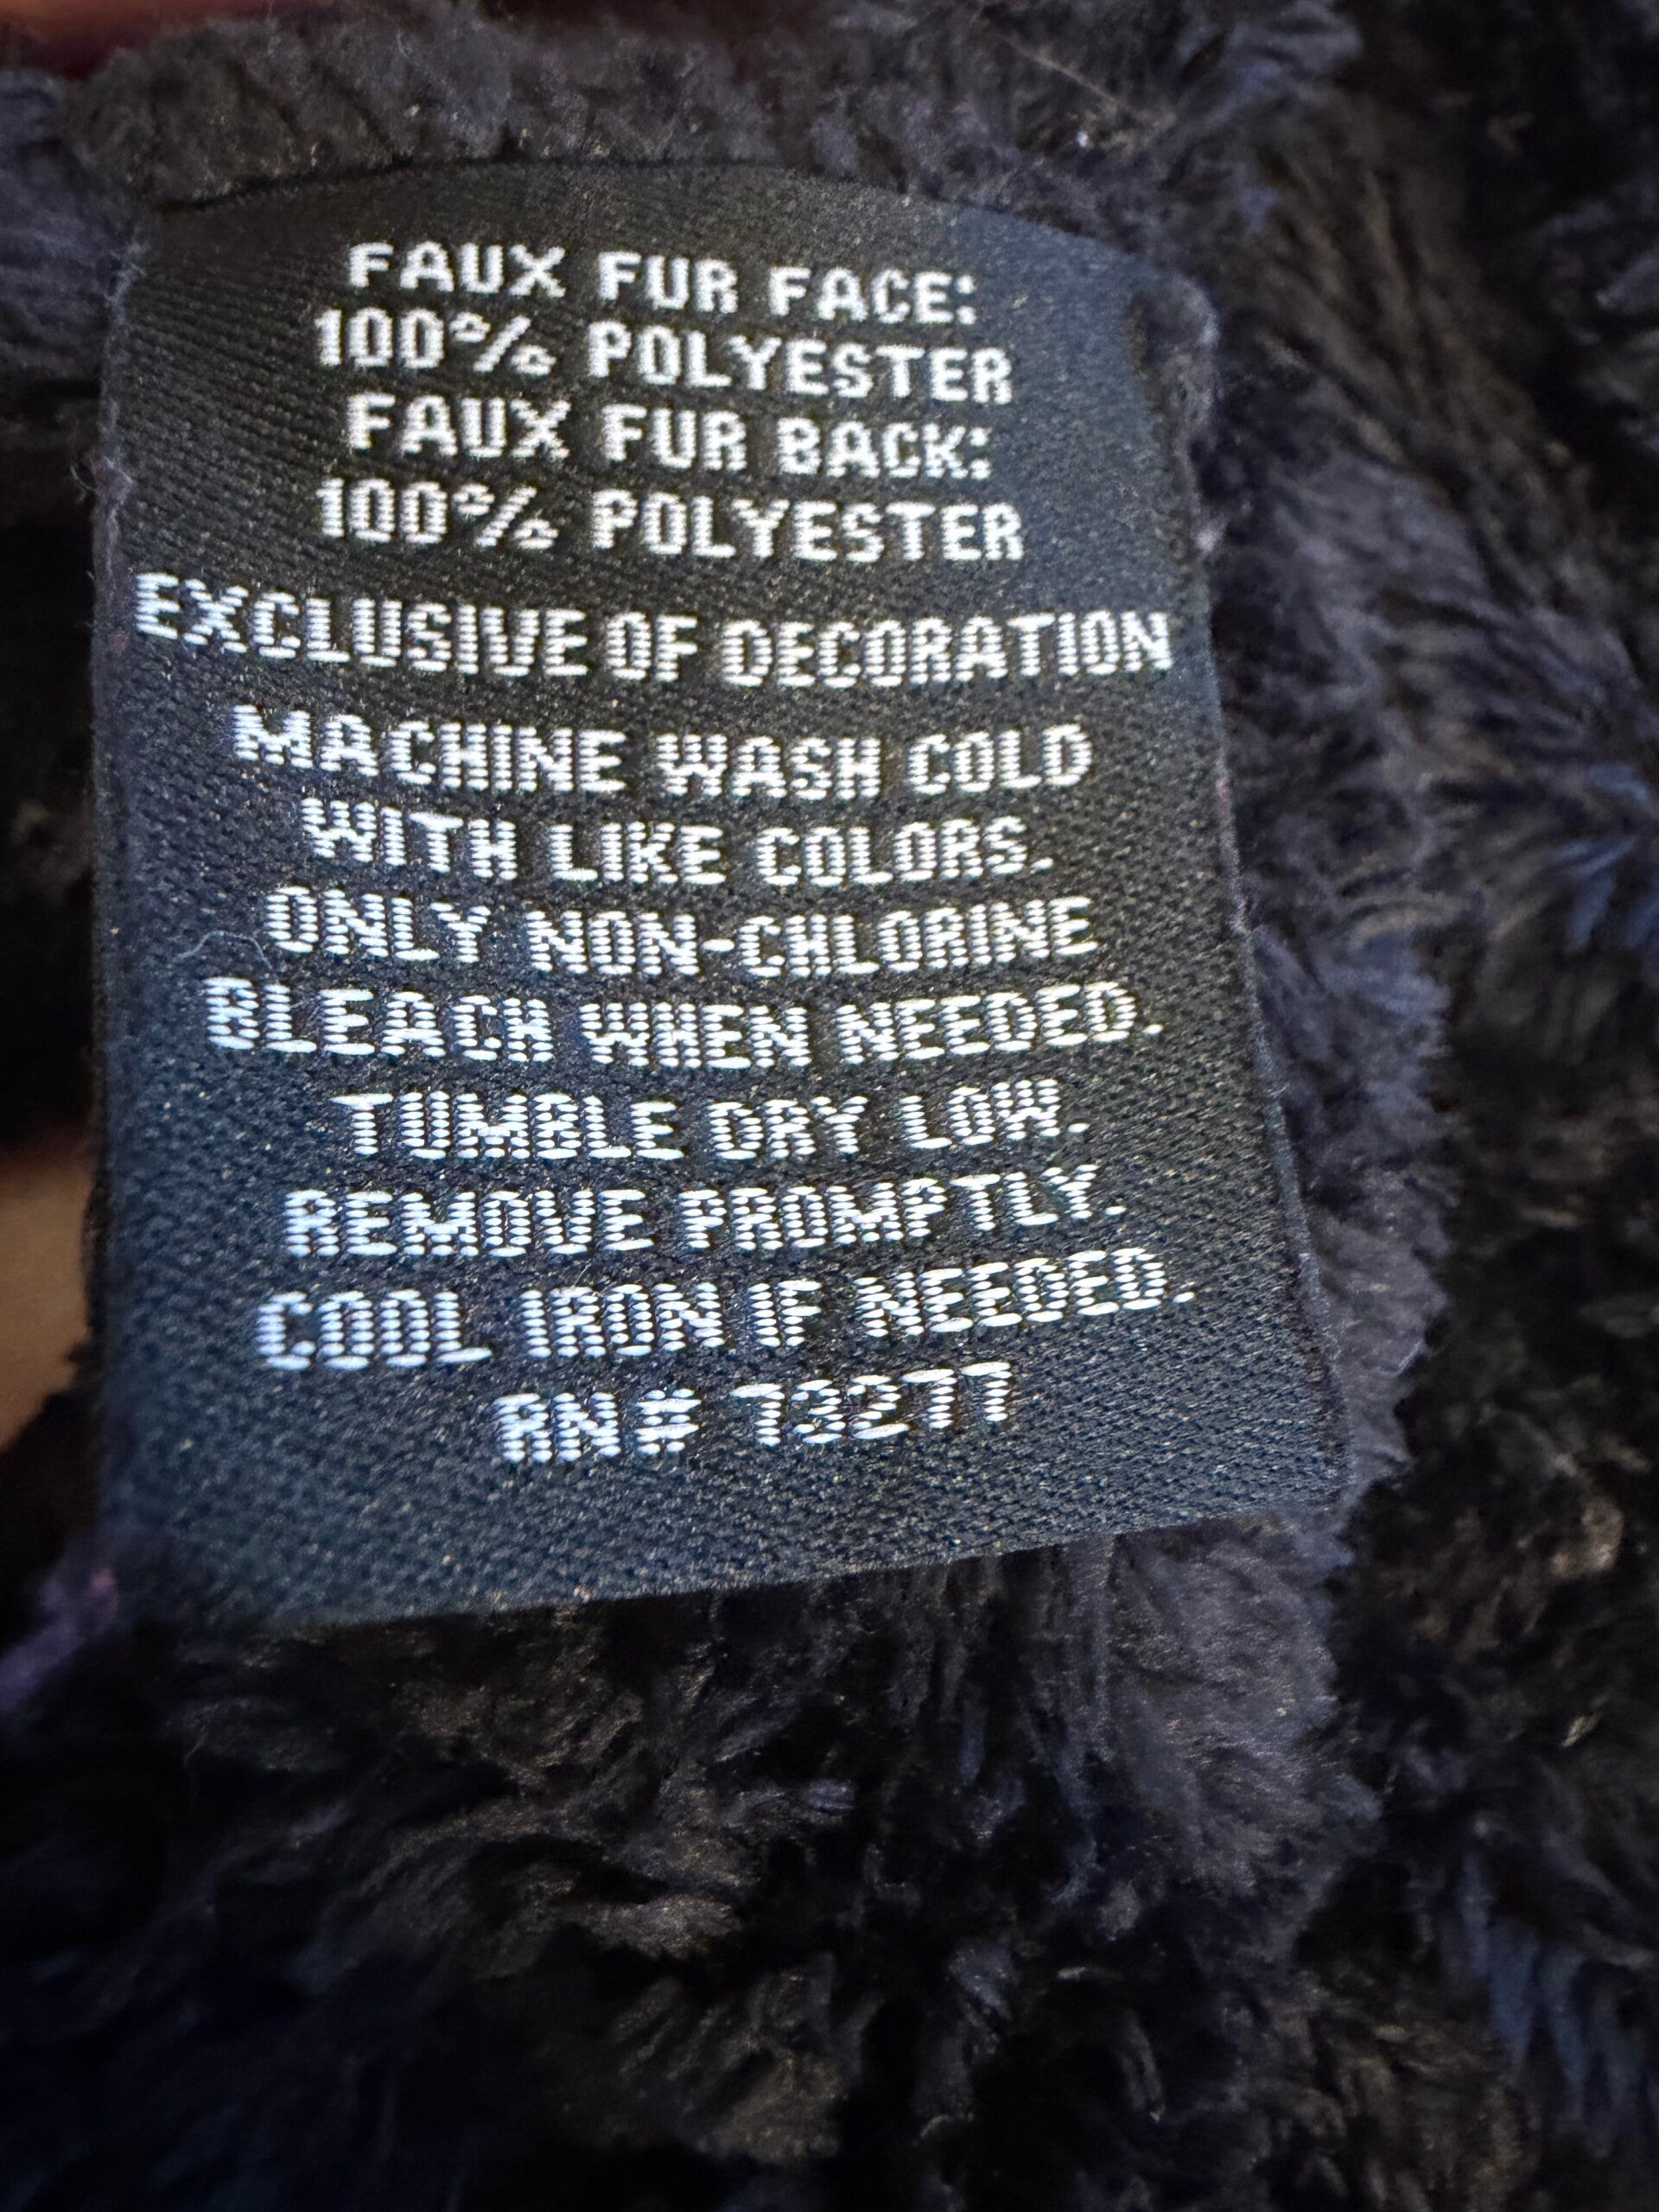 FAUX FUR FACE:
100% POLYESTER
FAUX FUR BACK:
100% POLYESTER
EXCLUSIVE OF DECORATION
MACHINE WASH COLD
WITH LIKE COLORS.
ONLY NON-CHLORINE
BLEACH WHEN NEEDED.
TUMBLE DRY LOW.
REMOVE PROMPTLY.
COOL IRON IF NEEDED.
RN# 73277